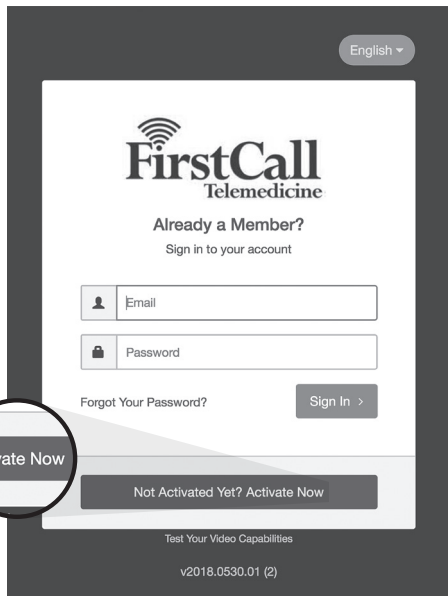 English
FirstCall
Telemedicine
Already a Member?
Sign in to your account
Email
Password
Forgot Your Password?
Sign In >
Now
Not Activated Yet? Activate Now
Test Your Video Capabilities
v2018.0530.01 (2)